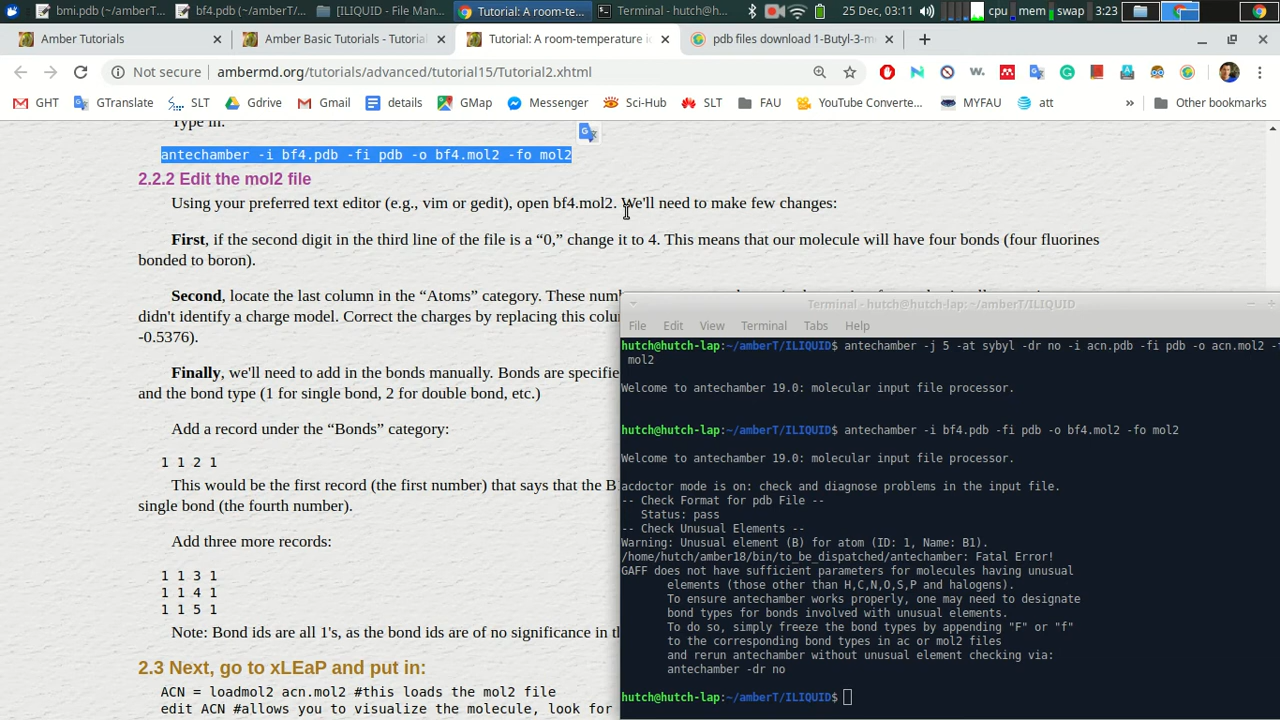 bmi.pdb (~/amberT...
bf4.pdb (~/amberT...
[ILIQUID - File Man...
Tutorial: A room-te...
Terminal - hutch@h...
25 Dec, 03:11
cpu
mem
swap
3:23
Amber Tutorials
Amber Basic Tutorials - Tutorial
Tutorial: A room-temperature io
pdb files download 1-Butyl-3-m
Not secure
ambermd.org/tutorials/advanced/tutorial15/Tutorial2.xhtml
GHT
GTranslate
SLT
Gdrive
Gmail
details
GMap
Messenger
Sci-Hub
SLT
FAU
YouTube Converte...
MYFAU
att
»
Other bookmarks
Type in:
antechamber -i bf4.pdb -fi pdb -o bf4.mol2 -fo mol2
2.2.2 Edit the mol2 file
Using your preferred text editor (e.g., vim or gedit), open bf4.mol2. We'll need to make few changes:
First, if the second digit in the third line of the file is a “0,” change it to 4. This means that our molecule will have four bonds (four fluorines
bonded to boron).
Second, locate the last column in the “Atoms” category. These num
didn't identify a charge model. Correct the charges by replacing this colu
-0.5376).
Finally, we'll need to add in the bonds manually. Bonds are specifie
and the bond type (1 for single bond, 2 for double bond, etc.)
Add a record under the “Bonds” category:
1 1 2 1
This would be the first record (the first number) that says that the B
single bond (the fourth number).
Add three more records:
1 1 3 1
1 1 4 1
1 1 5 1
Note: Bond ids are all 1's, as the bond ids are of no significance in th
2.3 Next, go to xLEaP and put in:
ACN = loadmol2 acn.mol2 #this loads the mol2 file
edit ACN #allows you to visualize the molecule, look for
Terminal - hutch@hutch-lap: ~/amberT/ILIQUID
File Edit View Terminal Tabs Help
hutch@hutch-lap:~/amberT/ILIQUID$ antechamber -j 5 -at sybyl -dr no -i acn.pdb -fi pdb -o acn.mol2 -f
mol2
Welcome to antechamber 19.0: molecular input file processor.
hutch@hutch-lap:~/amberT/ILIQUID$ antechamber -i bf4.pdb -fi pdb -o bf4.mol2 -fo mol2
Welcome to antechamber 19.0: molecular input file processor.
acdoctor mode is on: check and diagnose problems in the input file.
-- Check Format for pdb File --
Status: pass
-- Check Unusual Elements --
Warning: Unusual element (B) for atom (ID: 1, Name: B1).
/home/hutch/amber18/bin/to_be_dispatched/antechamber: Fatal Error!
GAFF does not have sufficient parameters for molecules having unusual
elements (those other than H,C,N,O,S,P and halogens).
To ensure antechamber works properly, one may need to designate
bond types for bonds involved with unusual elements.
To do so, simply freeze the bond types by appending "F" or "f"
to the corresponding bond types in ac or mol2 files
and rerun antechamber without unusual element checking via:
antechamber -dr no
hutch@hutch-lap:~/amberT/ILIQUID$